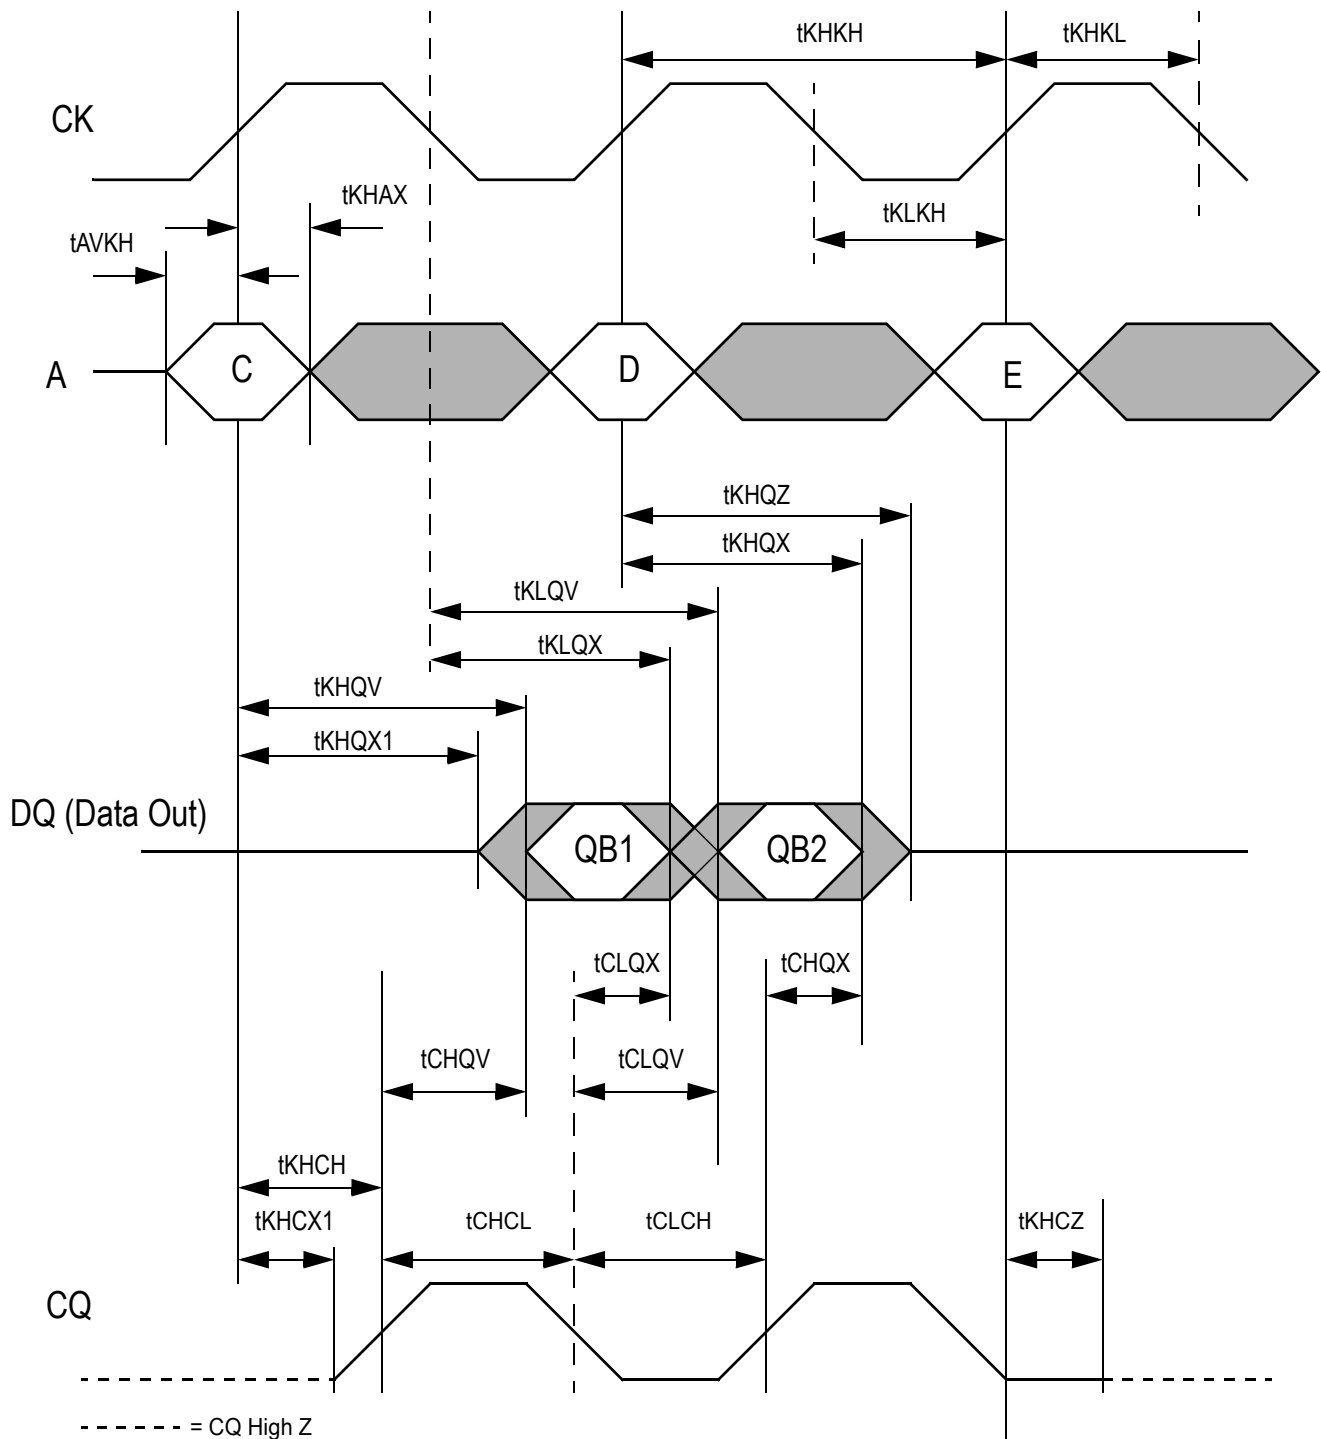 tKHKH
tKHKL
CK
tKHAX
tKLKH
tAVKH
A
C
D
E
tKHQZ
tKHQX
tKLQV
tKLQX
tKHQV
tKHQX1
DQ (Data Out)
QB1
QB2
tCLQX
tCHQX
tCHQV
tCLQV
tKHCH
tKHCX1
tCHCL
tCLCH
tKHCZ
CQ
= CQ High Z